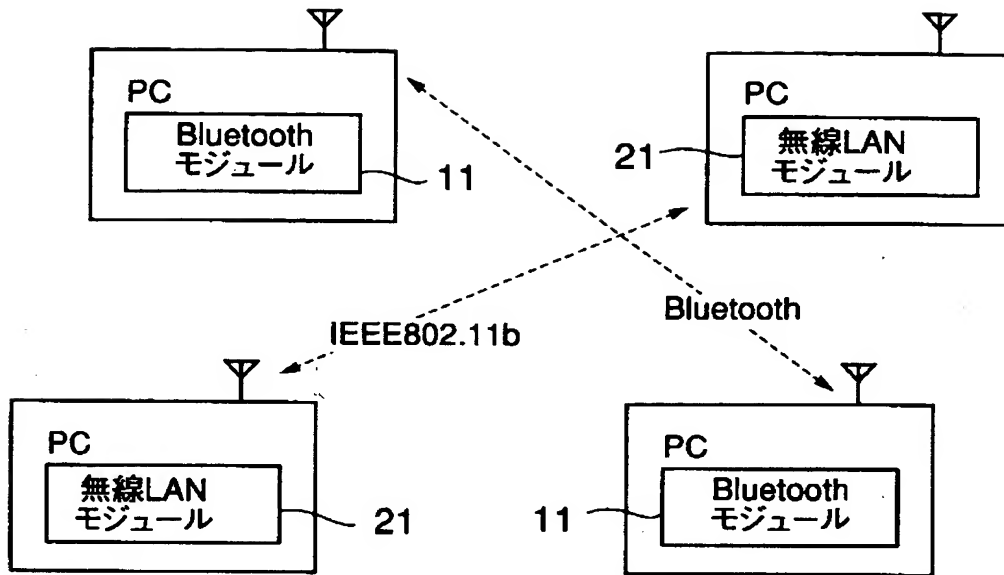 PC
Bluetooth
モジュール
11
PC
無線LAN
モジュール
21
IEEE802.11b
Bluetooth
PC
無線LAN
モジュール
21
PC
Bluetooth
モジュール
11